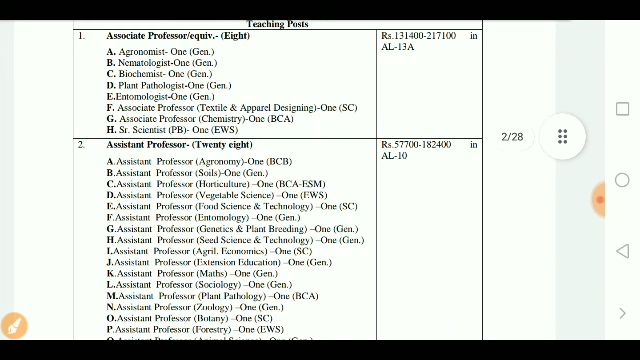 Teaching Posts
1. Associate Professor/equiv.- (Eight) Rs.131400-217100 in AL-13A
A. Agronomist- One (Gen.)
B. Nematologist-One (Gen.)
C. Biochemist- One (Gen.)
D. Plant Pathologist-One (Gen.)
E.Entomologist-One (Gen.)
F. Associate Professor (Textile & Apparel Designing)-One (SC)
G. Associate Professor (Chemistry)-One (BCA)
H. Sr. Scientist (PB)- One (EWS)
2. Assistant Professor- (Twenty eight) Rs.57700-182400 in AL-10
A.Assistant Professor (Agronomy)-One (BCB)
B.Assistant Professor (Soils)-One (Gen.)
C.Assistant Professor (Horticulture) –One (BCA-ESM)
D.Assistant Professor (Vegetable Science) –One (EWS)
E.Assistant Professor (Food Science & Technology) -One (SC)
F.Assistant Professor (Entomology) –One (Gen.)
G.Assistant Professor (Genetics & Plant Breeding) –One (Gen.)
H.Assistant Professor (Seed Science & Technology) –One (Gen.)
I.Assistant Professor (Agril. Economics) –One (SC)
J.Assistant Professor (Extension Education) –One (Gen.)
K.Assistant Professor (Maths) –One (Gen.)
L.Assistant Professor (Sociology) –One (Gen.)
M.Assistant Professor (Plant Pathology) –One (BCA)
N.Assistant Professor (Zoology) –One (Gen.)
O.Assistant Professor (Botany) –One (SC)
P.Assistant Professor (Forestry) –One (EWS)
2/28